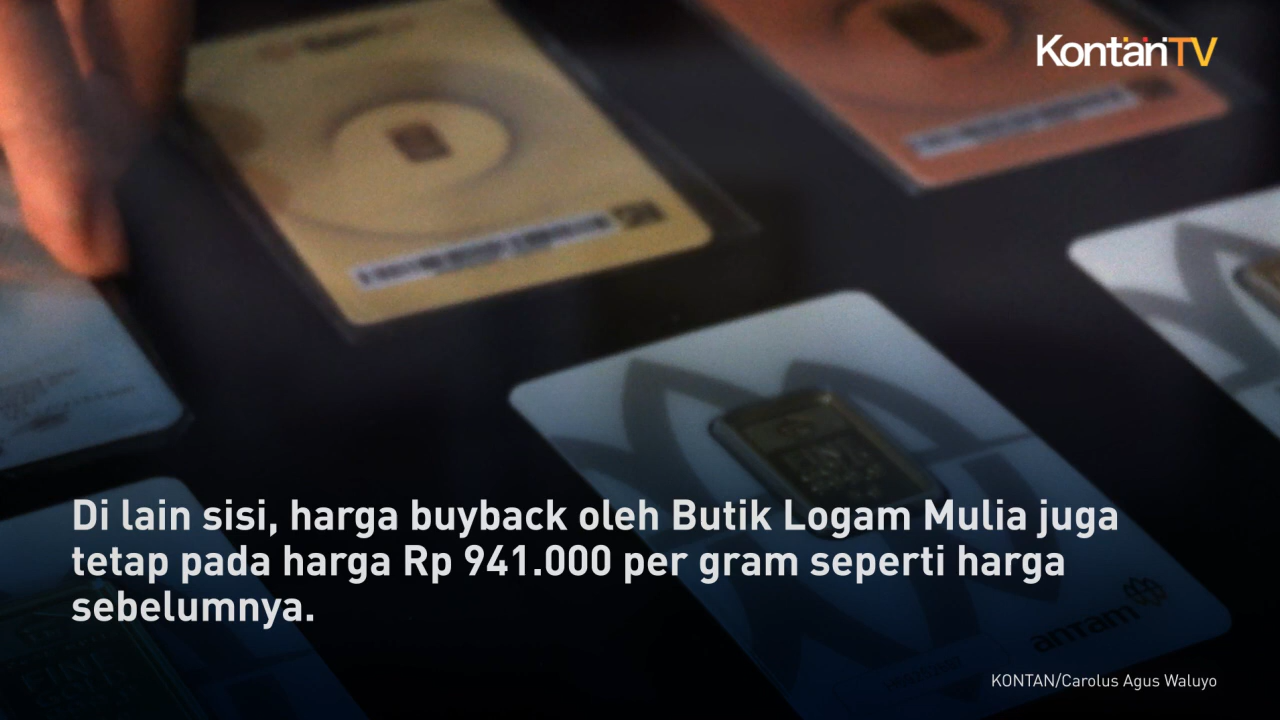 KontanTV
Di lain sisi, harga buyback oleh Butik Logam Mulia juga
tetap pada harga Rp 941.000 per gram seperti harga
sebelumnya.
antam
KONTAN/Carolus Agus Waluyo